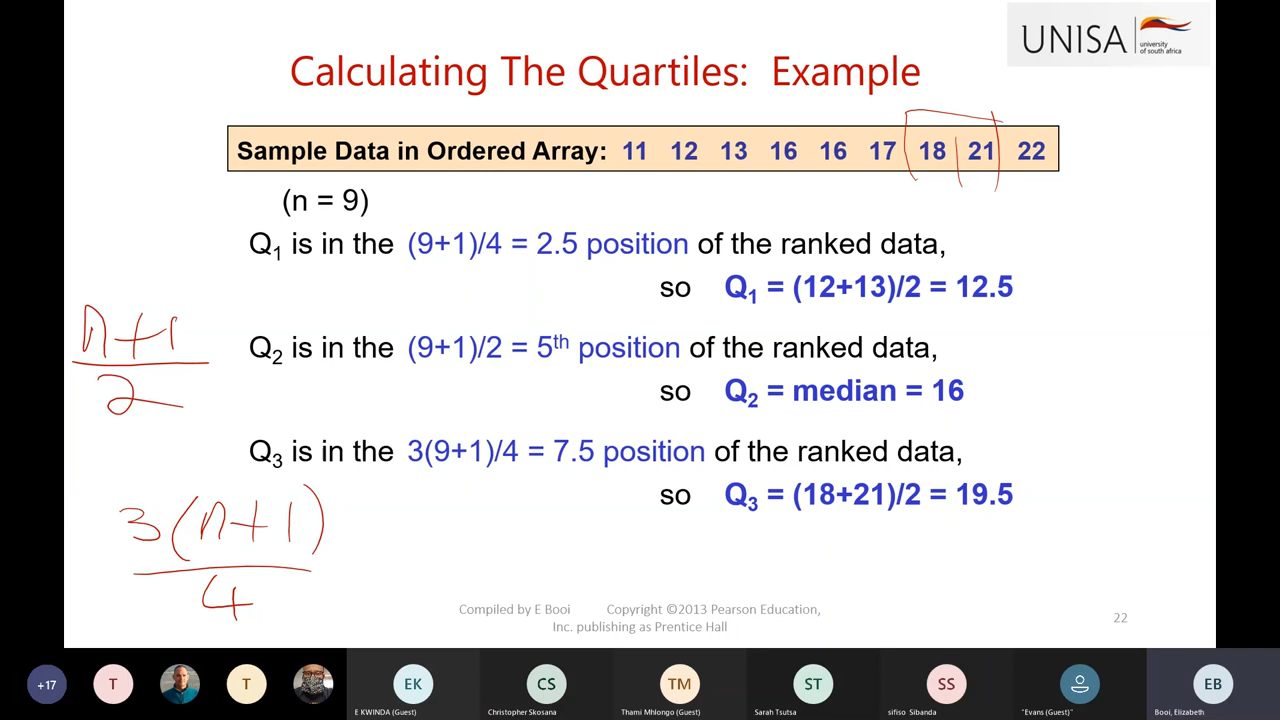 UNISA
university
of south africa
Calculating The Quartiles: Example
Sample Data in Ordered Array: 11 12 13 16 16 17 18 21 22
(n = 9)
Q1 is in the (9+1)/4 = 2.5 position of the ranked data,
so Q1 = (12+13)/2 = 12.5
n+1
2
Q2 is in the (9+1)/2 = 5th position of the ranked data,
so Q2 = median = 16
Q3 is in the 3(9+1)/4 = 7.5 position of the ranked data,
so Q3 = (18+21)/2 = 19.5
3(n+1)
4
Compiled by E Booi Copyright ©2013 Pearson Education,
Inc. publishing as Prentice Hall
22
+17 T T EK CS TM ST SS EB
E KWINDA (Guest) Christopher Skosana Thami Mhlongo (Guest) Sarah Tsutsa sifiso Sibanda "Evans (Guest)" Booi, Elizabeth